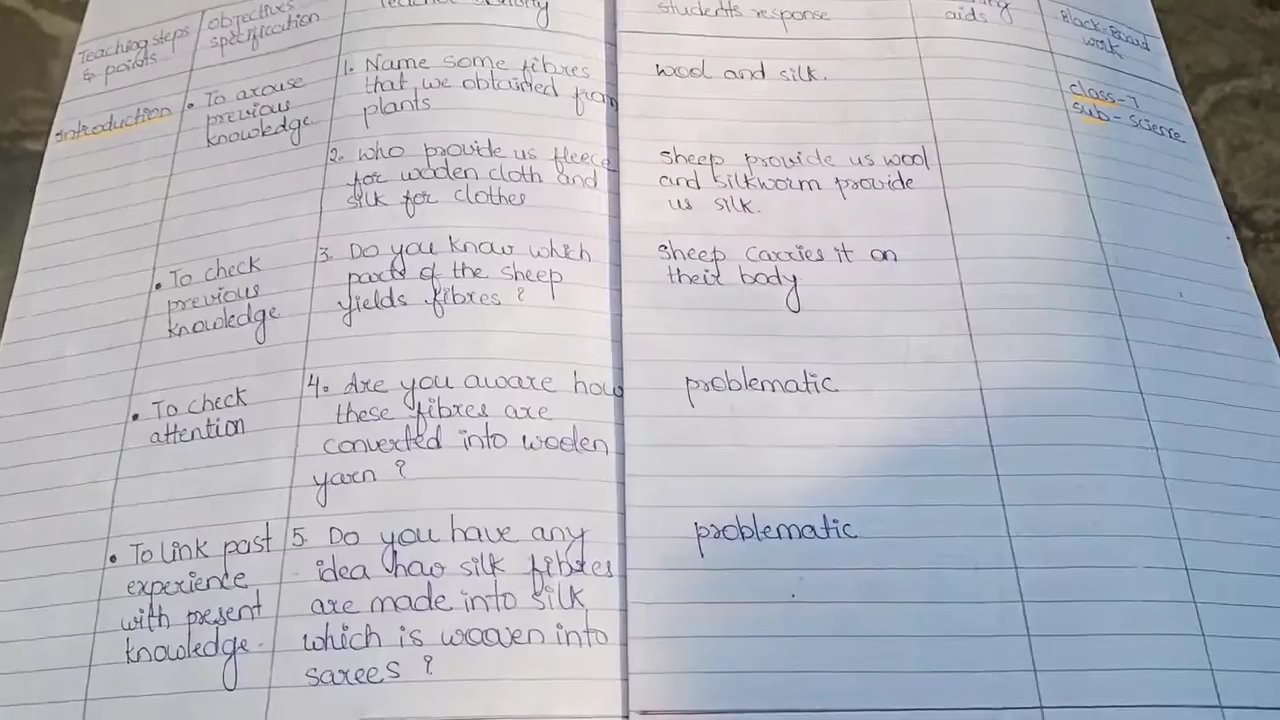 Teaching steps
& points
objectives
specification
students response
aids
Black-Board
work
Introduction
• To arouse
previous
knowledge
1. Name some fibres
that we obtained from
plants
wool and silk.
class-7
sub-Sciene
2. who provide us fleece
for wooden cloth and
silk for clothes
sheep provide us wool
and silkworm provide
us silk.
• To check
previous
knowledge
3. Do you know which
parts of the sheep
yields fibres ?
sheep carries it on
their body
• To check
attention
4. Are you aware how
these fibres are
converted into woolen
yarn ?
problematic
• To link past
experience
with present
knowledge.
5. Do you have any
idea how silk fibres
are made into silk
which is wooven into
sarees ?
problematic